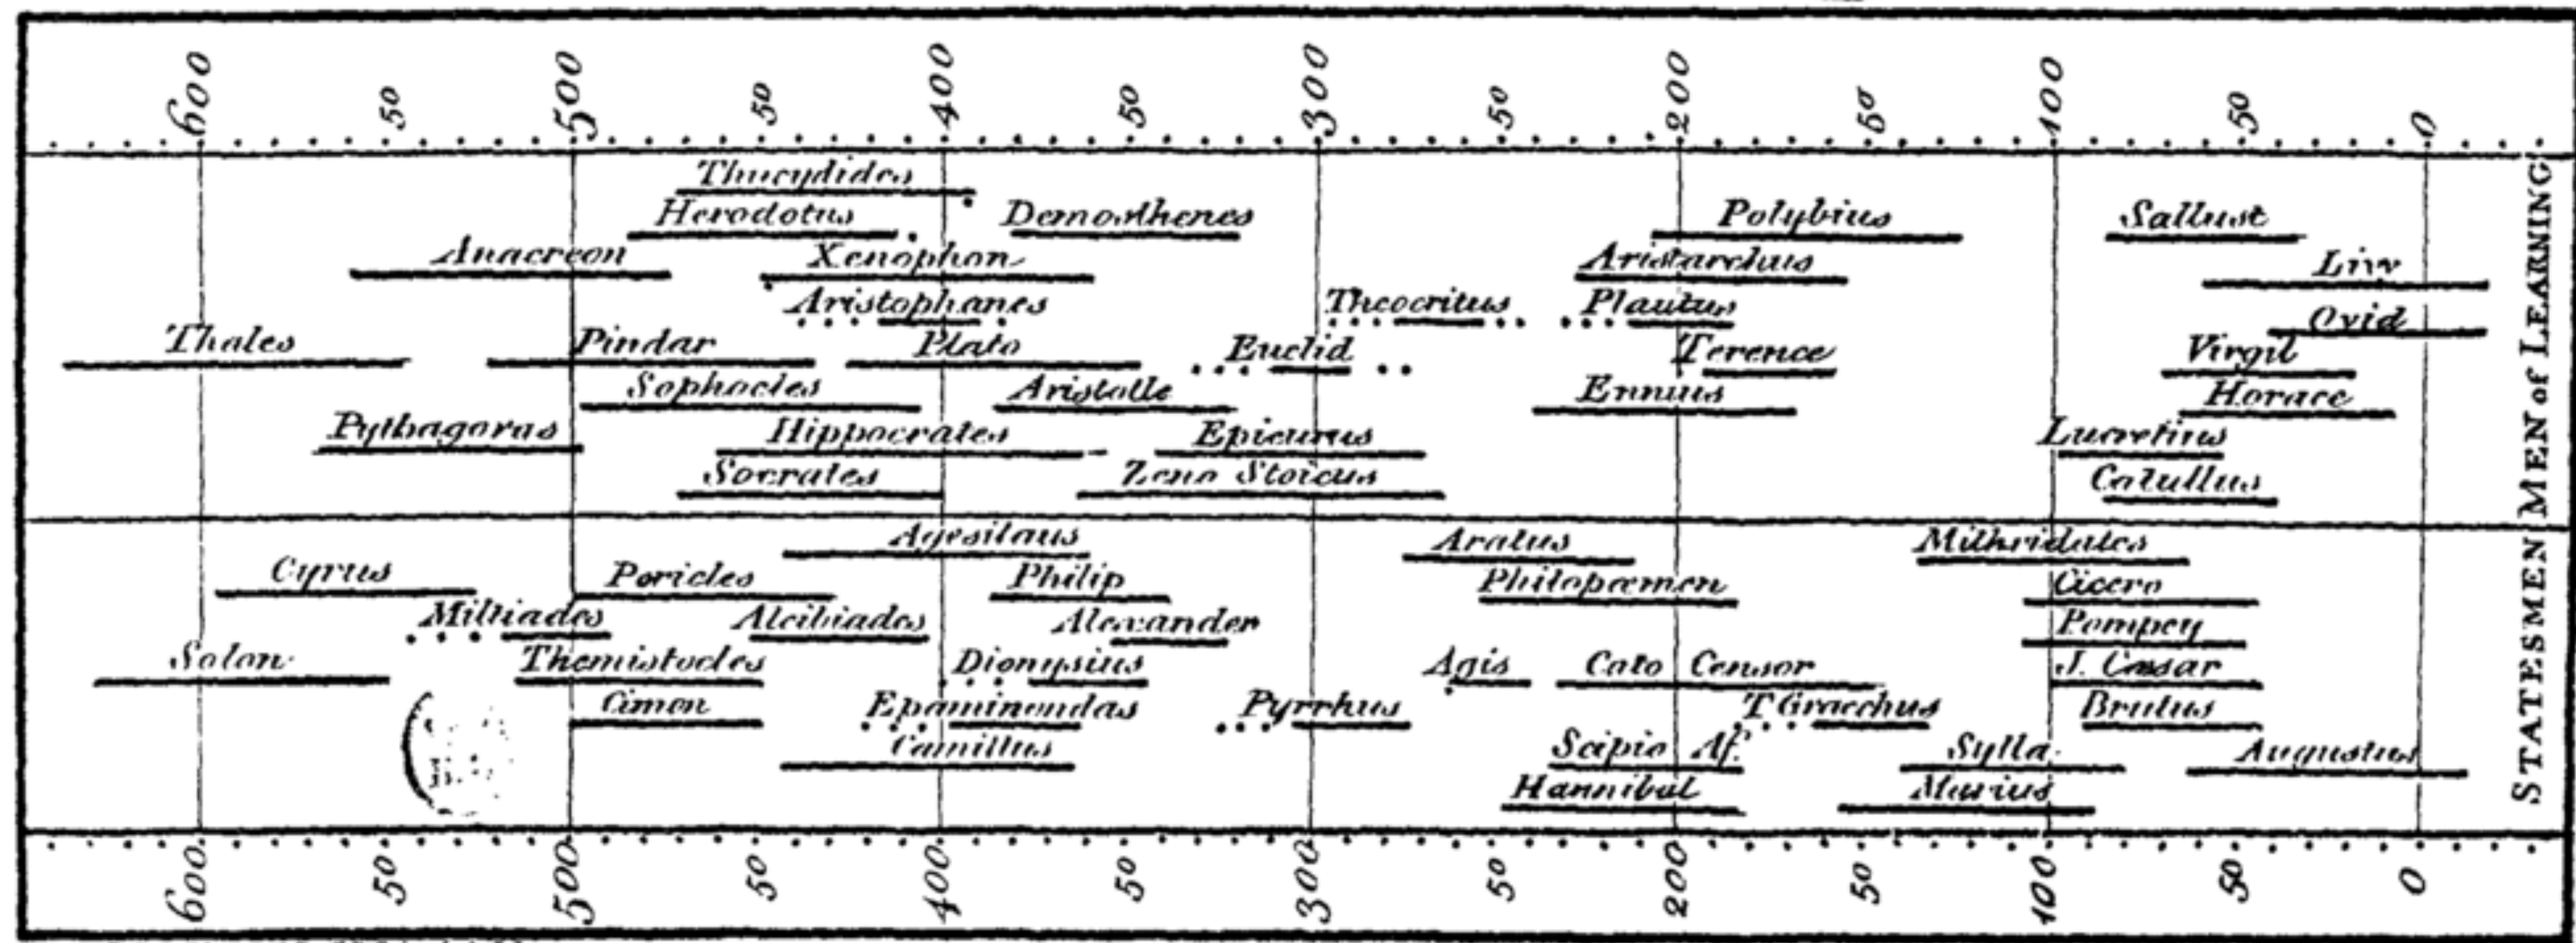 600 50 500 50 400 50 300 50 200 50 100 50 0
Thucydides
Herodotus Demosthenes Polybius Sallust
Anacreon Xenophon Aristarchus Livy
Aristophanes Theocritus Plautus Ovid
Thales Pindar Plato Euclid Terence Virgil
Sophocles Aristotle Ennius Horace
Pythagoras Hippocrates Epicurus Lucretius
Socrates Zeno Stoicus Catullus
MEN of LEARNING
Agesilaus Aratus Mithridates
Cyrus Pericles Philip Philopœmen Cicero
Miltiades Alcibiades Alexander Pompey
Solon Themistocles Dionysius Agis Cato Censor J. Cæsar
Cimon Epaminondas Pyrrhus T Gracchus Brutus
Camillus Scipio Af. Sylla Augustus
Hannibal Marius
STATESMEN
600 50 500 50 400 50 300 50 200 50 100 50 0